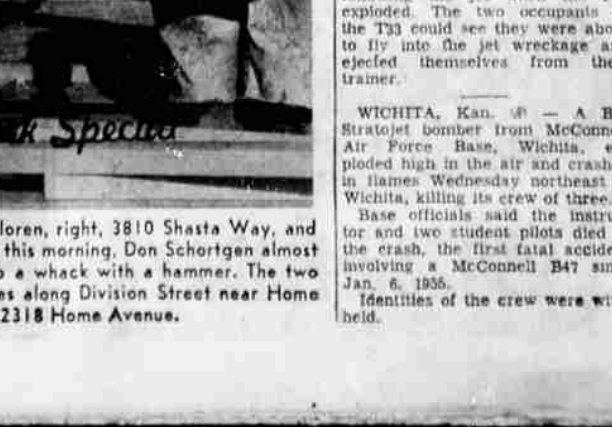 exploded. The two occupants
the T33 could see they were abo
to fly into the jet wreckage a
ejected themselves from the
trainer.
WICHITA, Kan. — A B
Stratojet bomber from McConn
Air Force Base, Wichita, e
ploded high in the air and crash
in flames Wednesday northeast
Wichita, killing its crew of three.
Base officials said the instru
tor and two student pilots died
the crash, the first fatal accide
involving a McConnell B47 sin
Jan. 6, 1955.
Identities of the crew were wi
held.
k Special
loren, right, 3810 Shasta Way, and
this morning, Don Schortgen almost
o a whack with a hammer. The two
es along Division Street near Home
2318 Home Avenue.